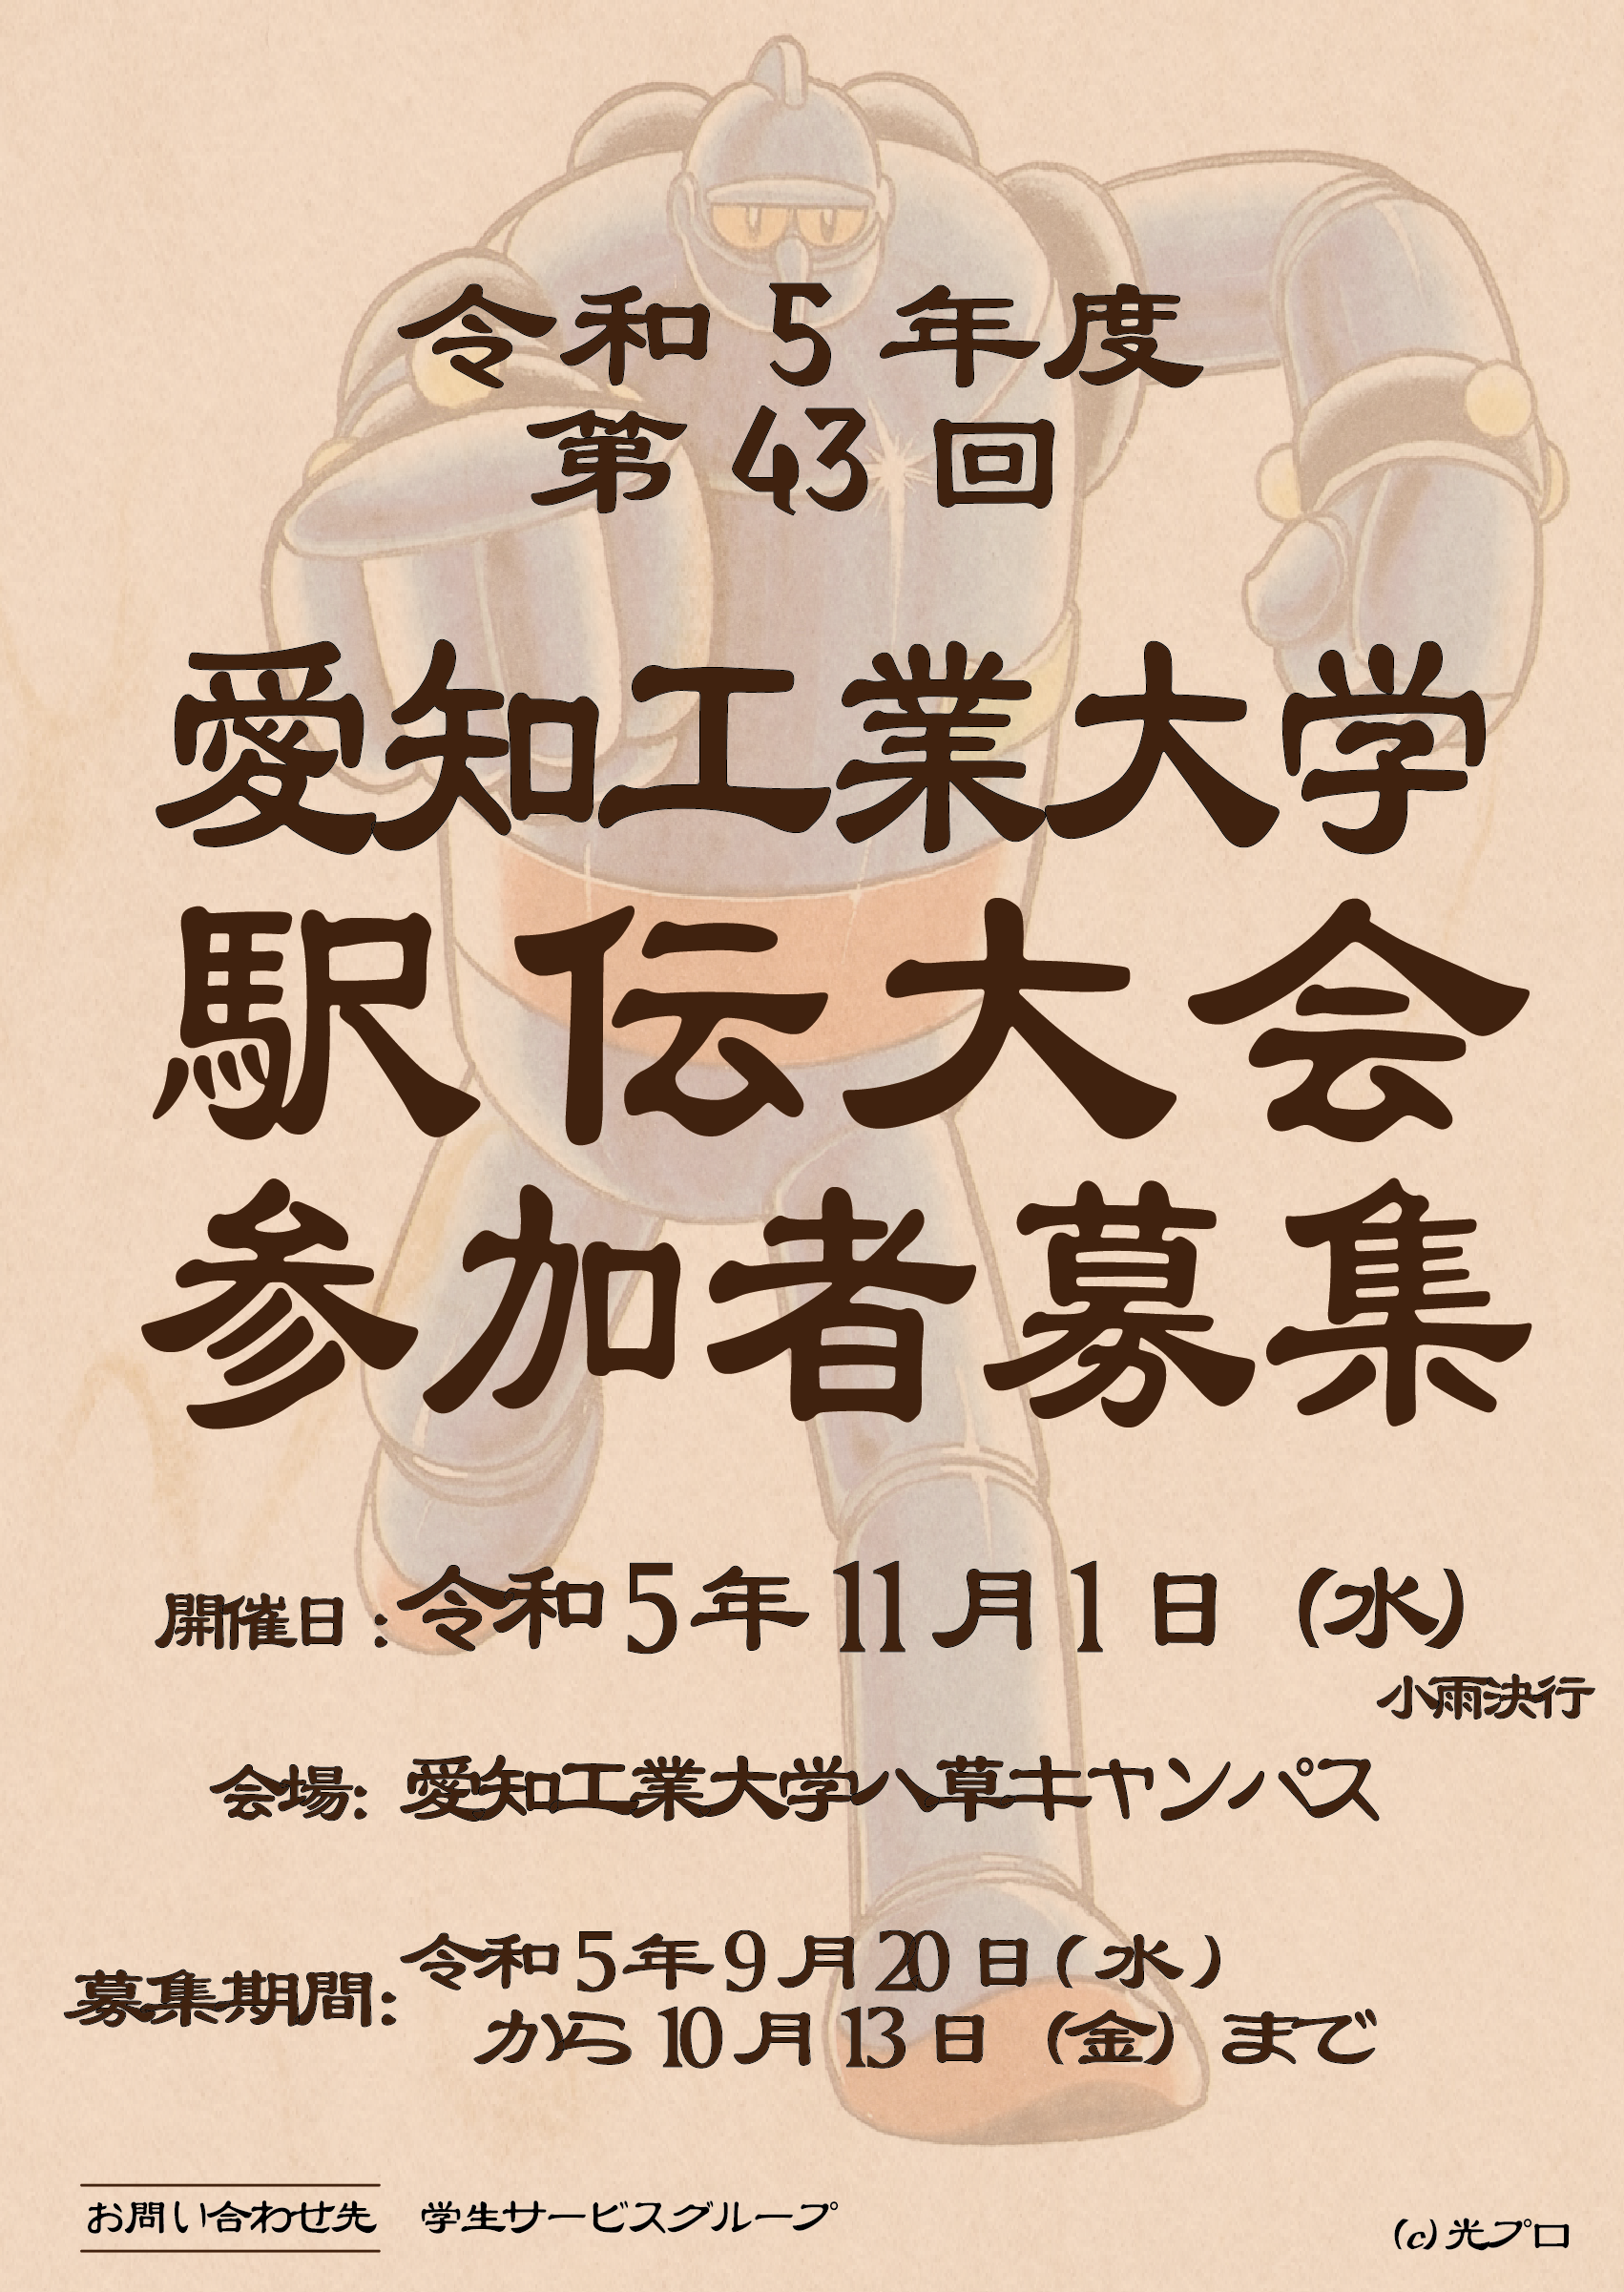 令和5年度
第43回
愛知工業大学
駅伝大会
参加者募集
開催日:令和5年11月1日（水）
小雨決行
会場:愛知工業大学八草キャンパス
募集期間:令和5年9月20日(水)
から10月13日（金）まで
お問い合わせ先 学生サービスグループ
(c)光プロ